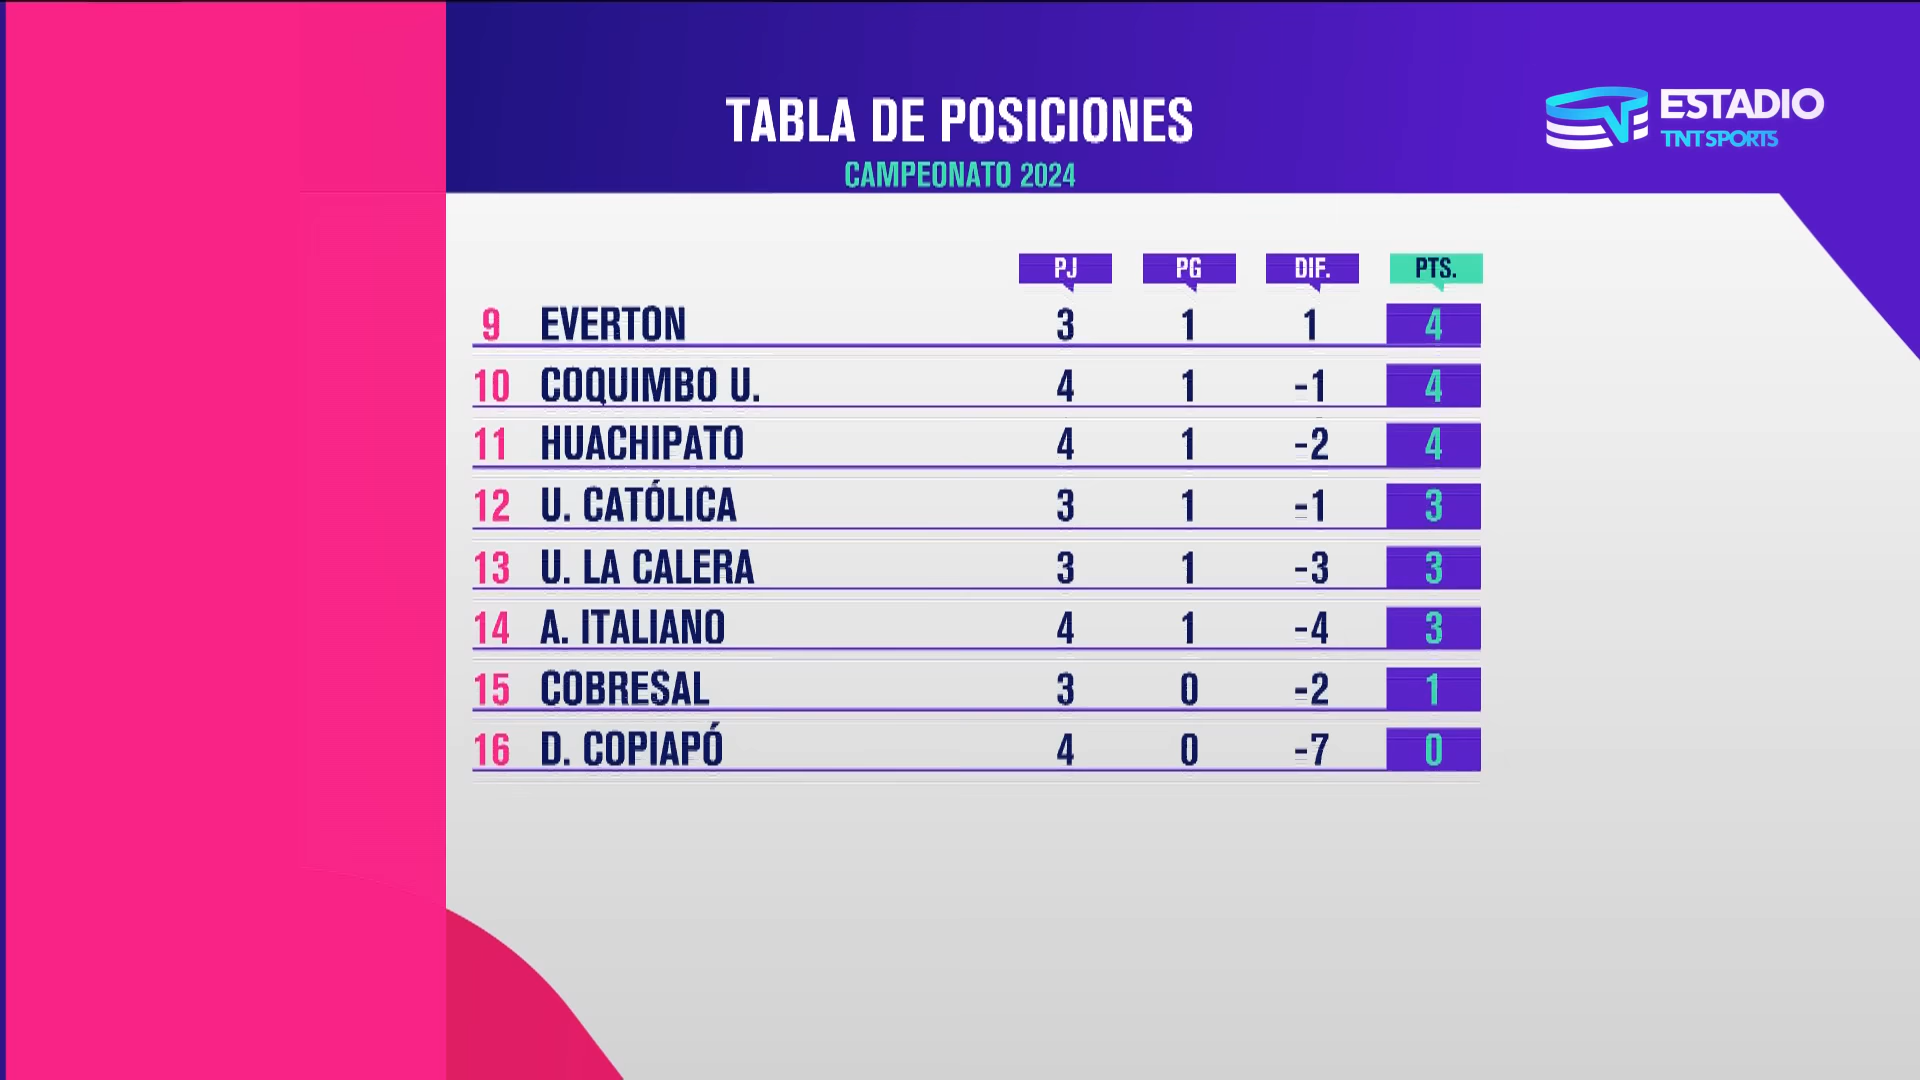 TABLA DE POSICIONES
CAMPEONATO 2024
ESTADIO
TNT SPORTS
PJ PG DIF. PTS.
9 EVERTON 3 1 1 4
10 COQUIMBO U. 4 1 -1 4
11 HUACHIPATO 4 1 -2 4
12 U. CATÓLICA 3 1 -1 3
13 U. LA CALERA 3 1 -3 3
14 A. ITALIANO 4 1 -4 3
15 COBRESAL 3 0 -2 1
16 D. COPIAPÓ 4 0 -7 0